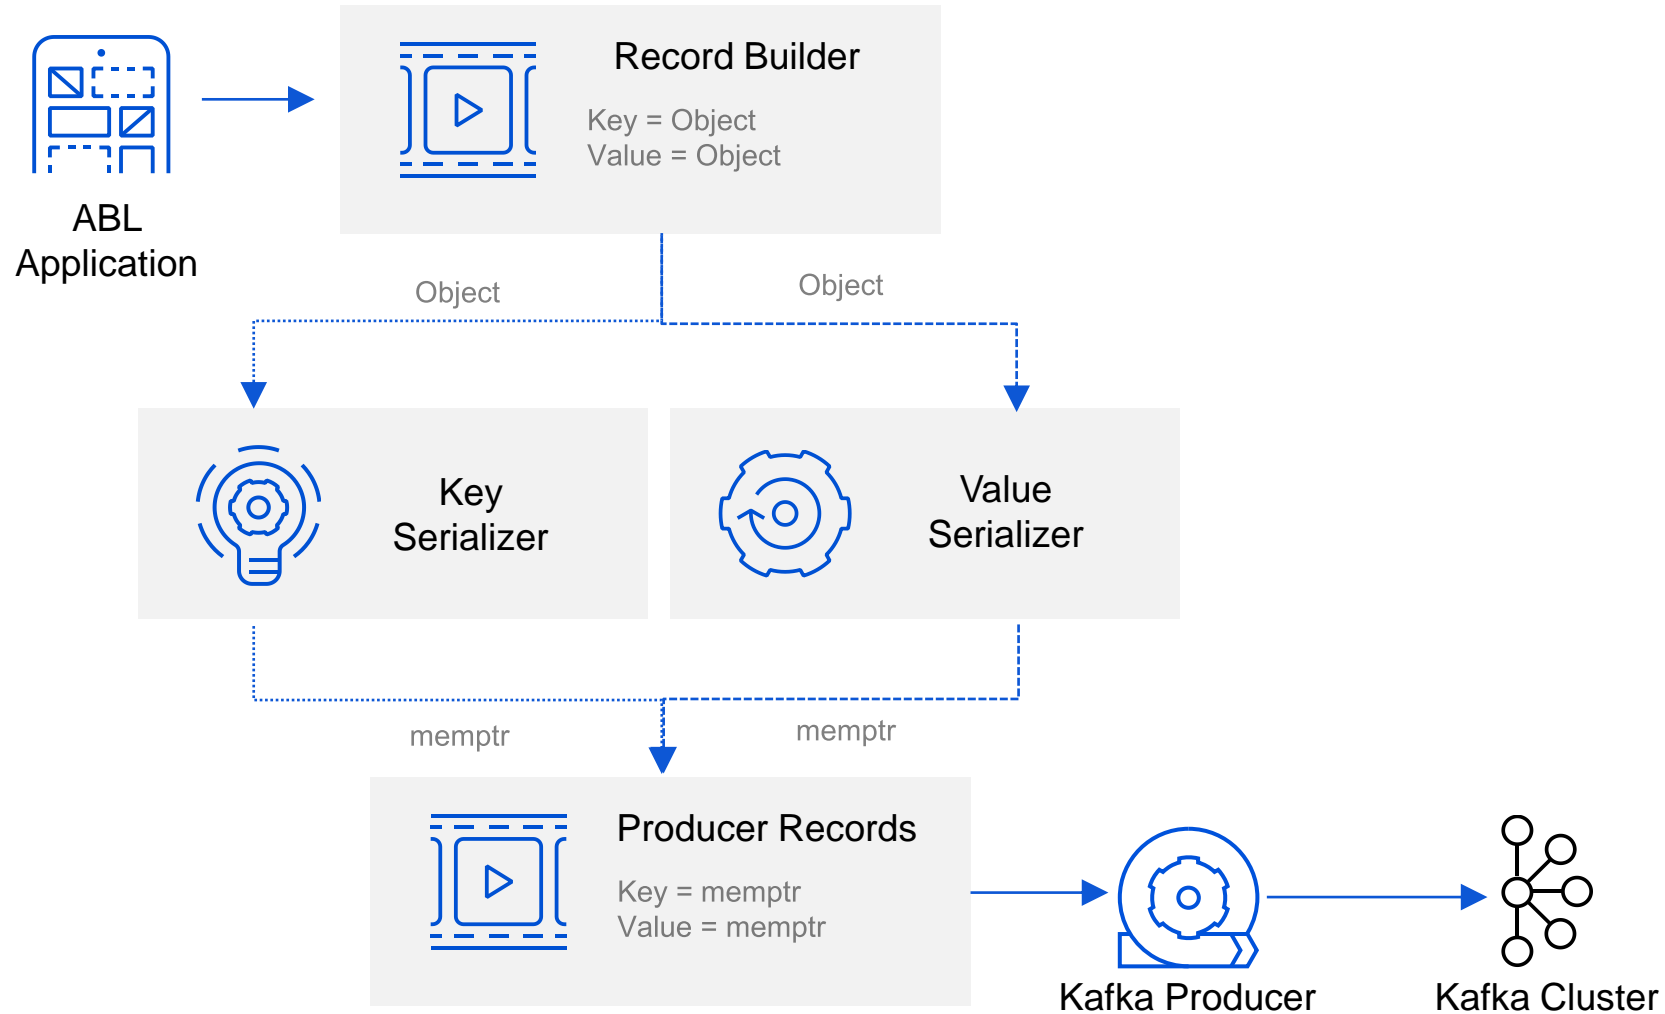 Record Builder
Key = Object
Value = Object
ABL
Application
Object
Object
Key
Serializer
Value
Serializer
memptr
memptr
Producer Records
Key = memptr
Value = memptr
Kafka Producer
Kafka Cluster